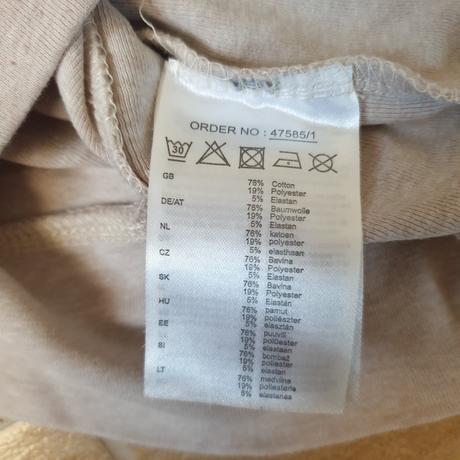 ORDER NO : 47585/1
30
GB 76% Cotton
19% Polyester
5% Elastan
DE/AT 76% Baumwolle
19% Polyester
5% Elastan
NL 76% katoen
19% polyester
5% elasthaan
CZ 76% Bavlna
19% Polyester
5% Elastan
SK 76% Bavlna
19% Polyester
5% Elastán
HU 76% pamut
19% poliészter
5% elasztán
EE 76% puuvill
19% polüester
5% elastaan
SI 76% bombaž
19% poliester
5% elastan
LT 76% medvilnė
19% poliesteris
5% elastanas